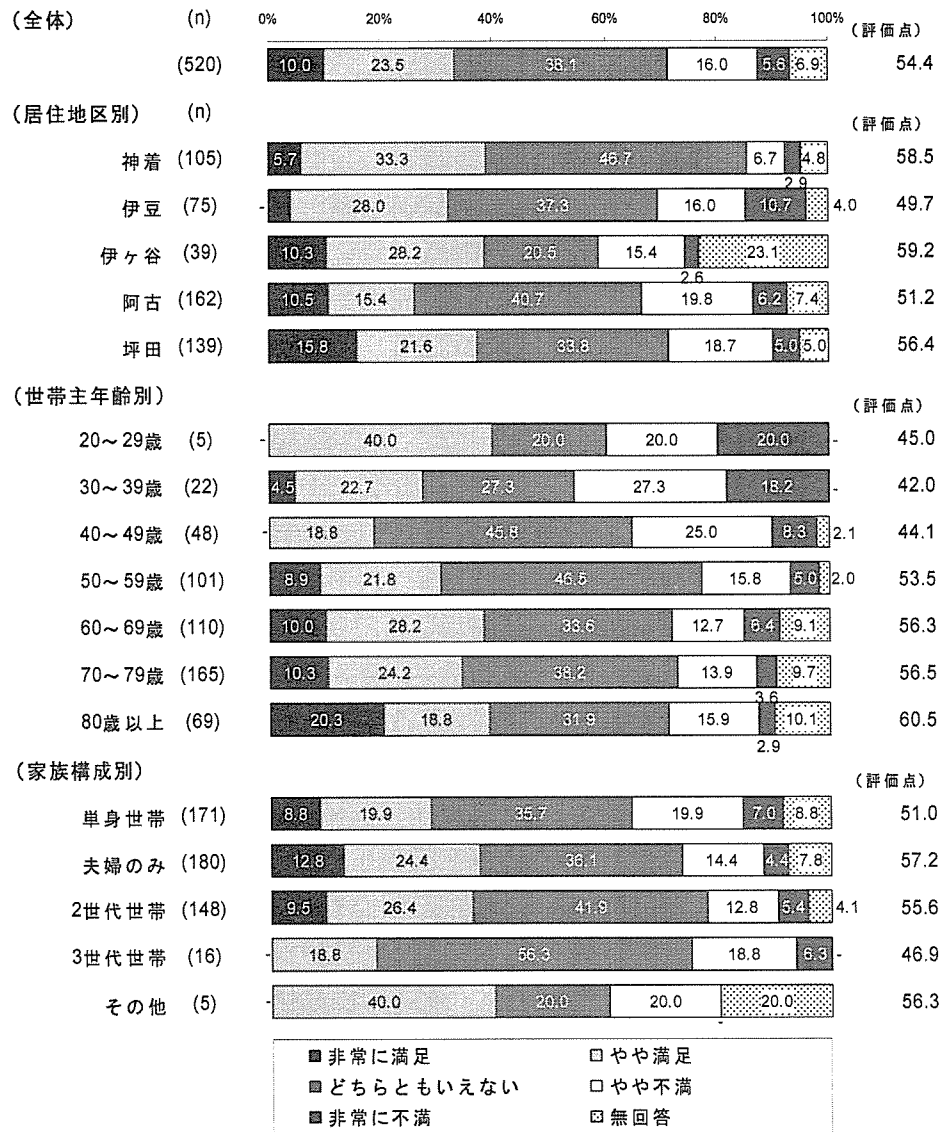 (全体) (n) 0% 20% 40% 60% 80% 100% (評価点)
(520) 10.0 23.5 38.1 16.0 5.6 6.9 54.4
(居住地区別) (n) (評価点)
神着 (105) 5.7 33.3 46.7 6.7 2.9 4.8 58.5
伊豆 (75) - 28.0 37.3 16.0 10.7 4.0 49.7
伊ヶ谷 (39) 10.3 28.2 20.5 15.4 2.6 23.1 59.2
阿古 (162) 10.5 15.4 40.7 19.8 6.2 7.4 51.2
坪田 (139) 15.8 21.6 33.8 18.7 5.0 5.0 56.4
(世帯主年齢別) (評価点)
20～29歳 (5) - 40.0 20.0 20.0 20.0 - 45.0
30～39歳 (22) 4.5 22.7 27.3 27.3 18.2 - 42.0
40～49歳 (48) - 18.8 45.8 25.0 8.3 2.1 44.1
50～59歳 (101) 8.9 21.8 46.5 15.8 5.0 2.0 53.5
60～69歳 (110) 10.0 28.2 33.6 12.7 6.4 9.1 56.3
70～79歳 (165) 10.3 24.2 38.2 13.9 3.6 9.7 56.5
80歳以上 (69) 20.3 18.8 31.9 15.9 2.9 10.1 60.5
(家族構成別) (評価点)
単身世帯 (171) 8.8 19.9 35.7 19.9 7.0 8.8 51.0
夫婦のみ (180) 12.8 24.4 36.1 14.4 4.4 7.8 57.2
2世代世帯 (148) 9.5 26.4 41.9 12.8 5.4 4.1 55.6
3世代世帯 (16) - 18.8 56.3 18.8 6.3 - 46.9
その他 (5) - 40.0 20.0 20.0 - 20.0 56.3
非常に満足 やや満足
どちらともいえない やや不満
非常に不満 無回答